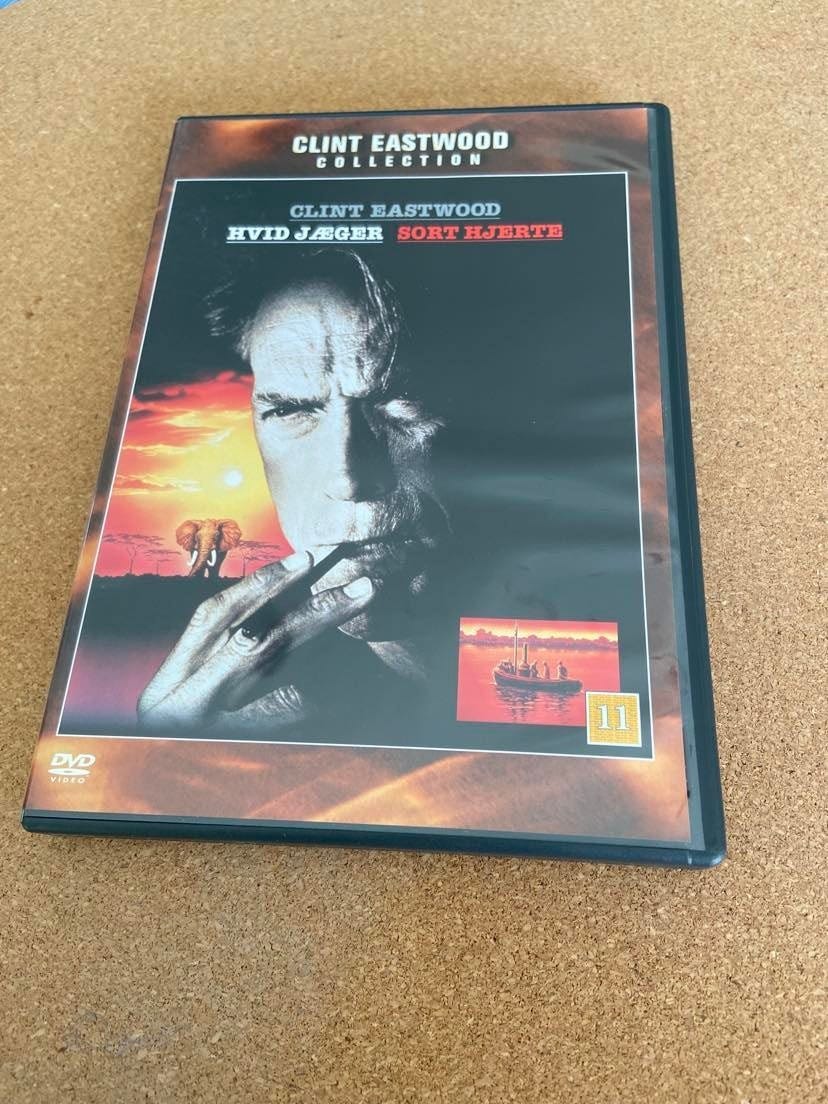 CLINT EASTWOOD
COLLECTION
CLINT EASTWOOD
HVID JÆGER SORT HJERTE
11
DVD
VIDEO